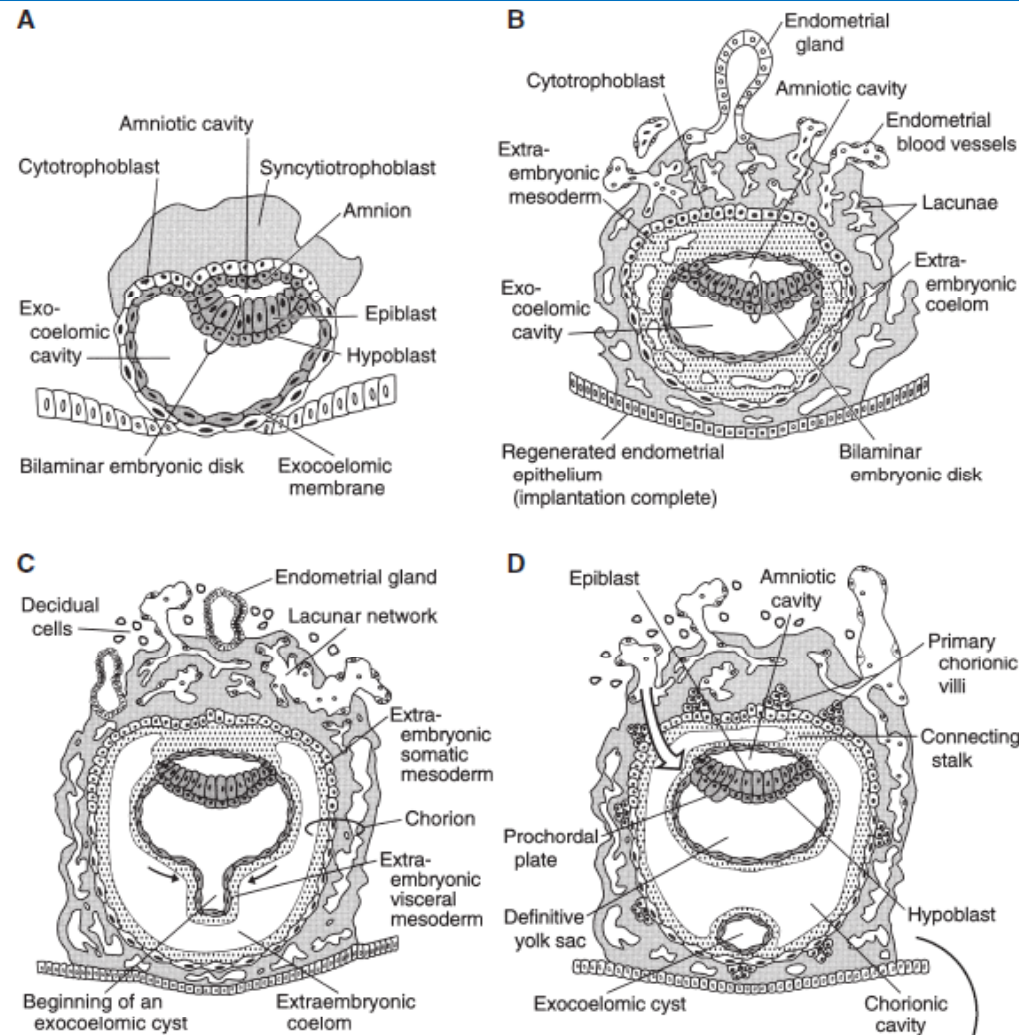 A
Amniotic cavity
Cytotrophoblast
Syncytiotrophoblast
Amnion
Exo-
coelomic
cavity
Epiblast
Hypoblast
Bilaminar embryonic disk
Exocoelomic
membrane
B
Endometrial
gland
Cytotrophoblast
Amniotic cavity
Endometrial
blood vessels
Extra-
embryonic
mesoderm
Lacunae
Exo-
coelomic
cavity
Extra-
embryonic
coelom
Regenerated endometrial
epithelium
(implantation complete)
Bilaminar
embryonic disk
C
Endometrial gland
Decidual
cells
Lacunar network
Extra-
embryonic
somatic
mesoderm
Chorion
Extra-
embryonic
visceral
mesoderm
Beginning of an
exocoelomic cyst
Extraembryonic
coelom
D
Epiblast
Amniotic
cavity
Primary
chorionic
villi
Connecting
stalk
Prochordal
plate
Definitive
yolk sac
Hypoblast
Exocoelomic cyst
Chorionic
cavity